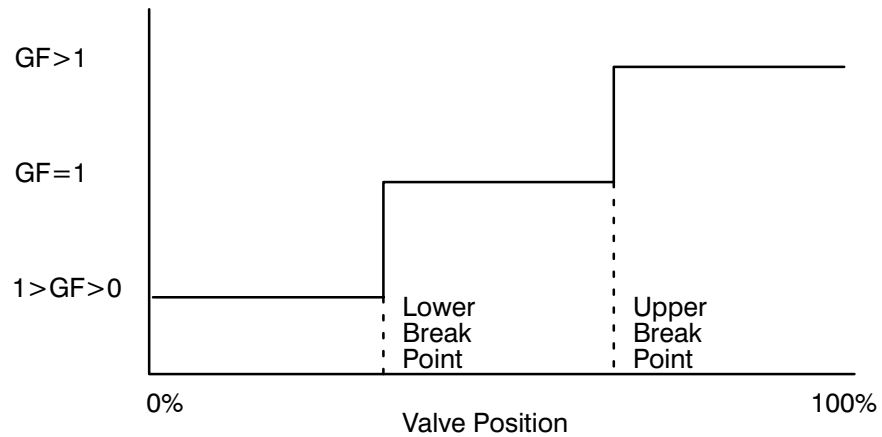 GF>1
GF=1
1>GF>0
Lower
Break
Point
Upper
Break
Point
0%
100%
Valve Position